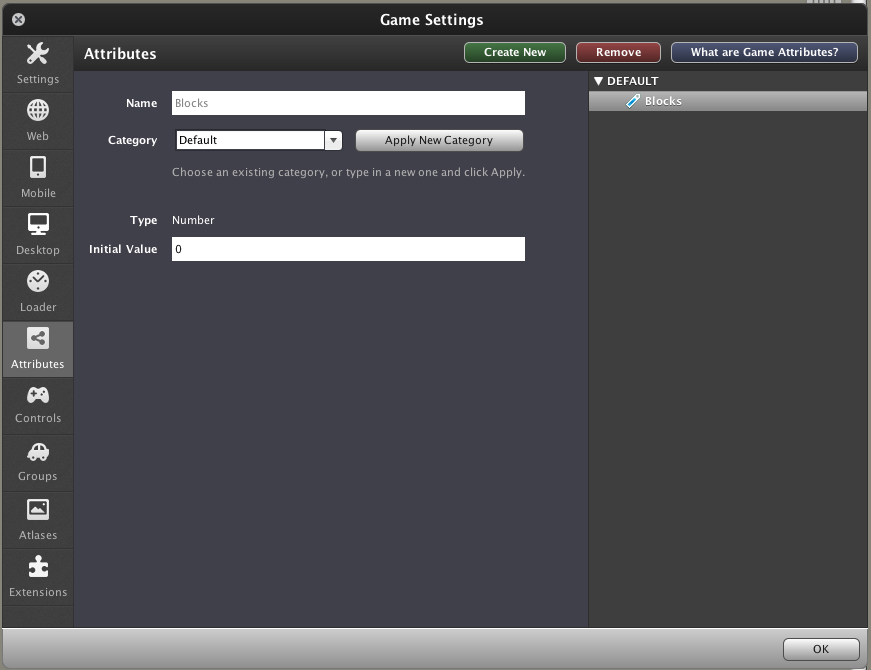 Game Settings
Settings
Web
Mobile
Desktop
Loader
Attributes
Controls
Groups
Atlases
Extensions
Attributes
Create New
Remove
What are Game Attributes?
Name
Blocks
Category
Default
Apply New Category
Choose an existing category, or type in a new one and click Apply.
Type
Number
Initial Value
0
DEFAULT
Blocks
OK